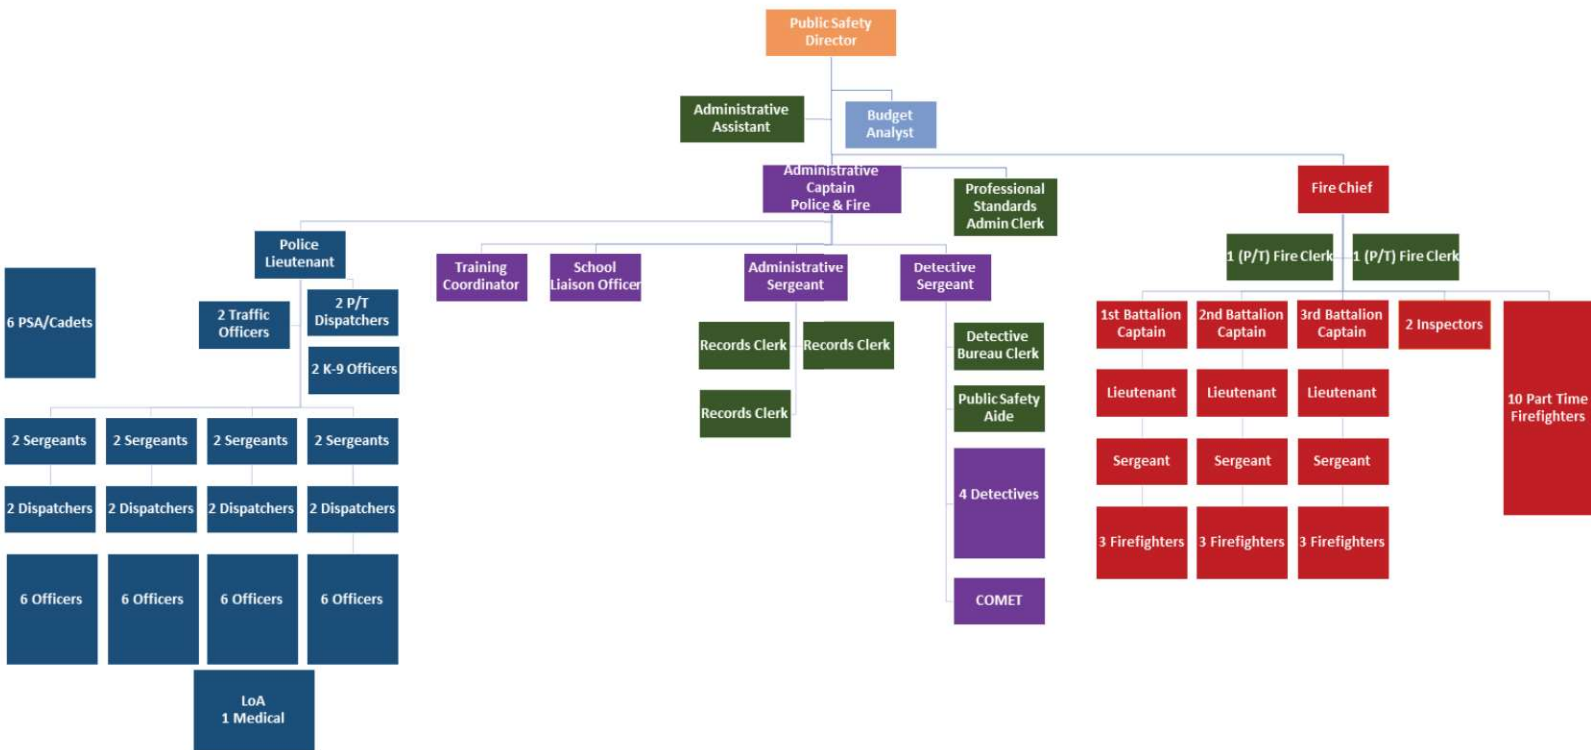 Public Safety
Director
Administrative
Assistant
Budget
Analyst
Administrative
Captain
Police & Fire
Professional
Standards
Admin Clerk
Fire Chief
Police
Lieutenant
Training
Coordinator
School
Liaison Officer
Administrative
Sergeant
Detective
Sergeant
1 (P/T) Fire Clerk
1 (P/T) Fire Clerk
6 PSA/Cadets
2 Traffic
Officers
2 P/T
Dispatchers
2 K-9 Officers
Records Clerk
Records Clerk
Records Clerk
Detective
Bureau Clerk
Public Safety
Aide
4 Detectives
COMET
1st Battalion
Captain
2nd Battalion
Captain
3rd Battalion
Captain
2 Inspectors
10 Part Time
Firefighters
Lieutenant
Lieutenant
Lieutenant
Sergeant
Sergeant
Sergeant
3 Firefighters
3 Firefighters
3 Firefighters
2 Sergeants
2 Sergeants
2 Sergeants
2 Sergeants
2 Dispatchers
2 Dispatchers
2 Dispatchers
2 Dispatchers
6 Officers
6 Officers
6 Officers
6 Officers
LoA
1 Medical